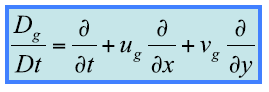 D_g/Dt = ∂/∂t + u_g ∂/∂x + v_g ∂/∂y